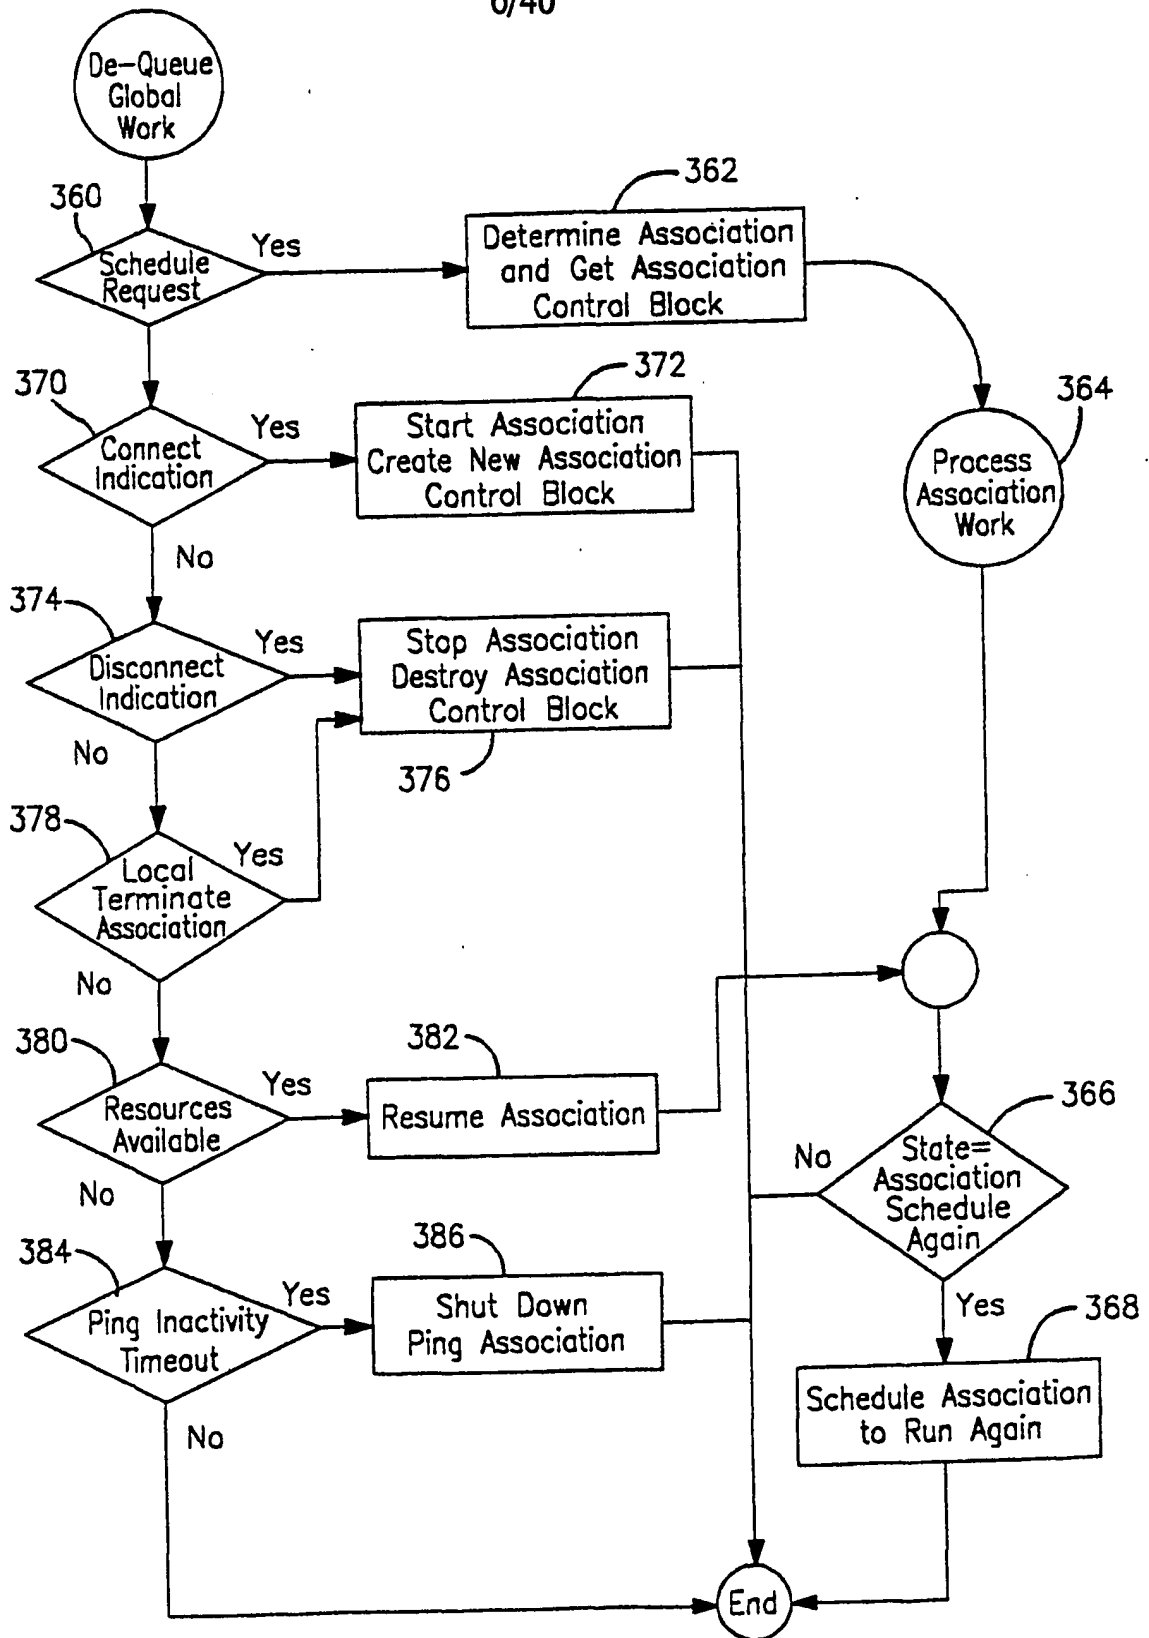 6/40
De-Queue
Global
Work
360
Schedule
Request
Yes
362
Determine Association
and Get Association
Control Block
370
Connect
Indication
Yes
372
Start Association
Create New Association
Control Block
364
Process
Association
Work
No
374
Disconnect
Indication
Yes
Stop Association
Destroy Association
Control Block
376
No
378
Local
Terminate
Association
Yes
No
380
Resources
Available
Yes
382
Resume Association
366
State=
Association
Schedule
Again
No
No
384
Ping Inactivity
Timeout
Yes
386
Shut Down
Ping Association
Yes
368
Schedule Association
to Run Again
No
End